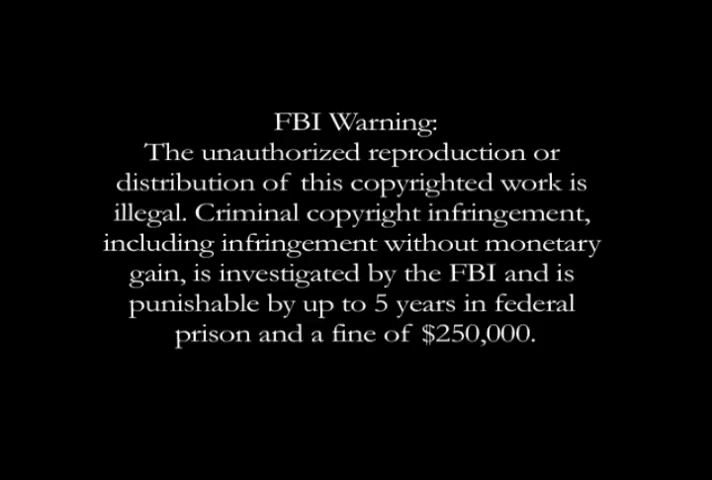 FBI Warning:
The unauthorized reproduction or
distribution of this copyrighted work is
illegal. Criminal copyright infringement,
including infringement without monetary
gain, is investigated by the FBI and is
punishable by up to 5 years in federal
prison and a fine of $250,000.